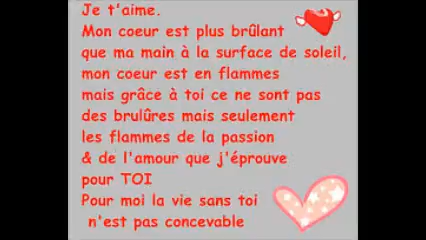 Je t'aime.
Mon coeur est plus brûlant
que ma main à la surface de soleil,
mon coeur est en flammes
mais grâce à toi ce ne sont pas
des brulûres mais seulement
les flammes de la passion
& de l'amour que j'éprouve
pour TOI
Pour moi la vie sans toi
n'est pas concevable